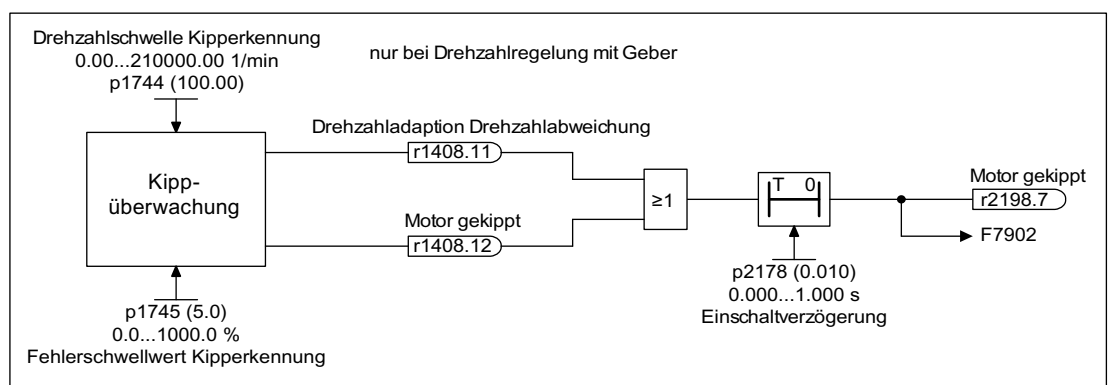 Drehzahlschwelle Kipperkennung
0.00...210000.00 1/min
p1744 (100.00)
nur bei Drehzahlregelung mit Geber
Kipp-
überwachung
Drehzahladaption Drehzahlabweichung
r1408.11
Motor gekippt
r1408.12
≥1
T 0
Motor gekippt
r2198.7
F7902
p2178 (0.010)
0.000...1.000 s
Einschaltverzögerung
p1745 (5.0)
0.0...1000.0 %
Fehlerschwellwert Kipperkennung